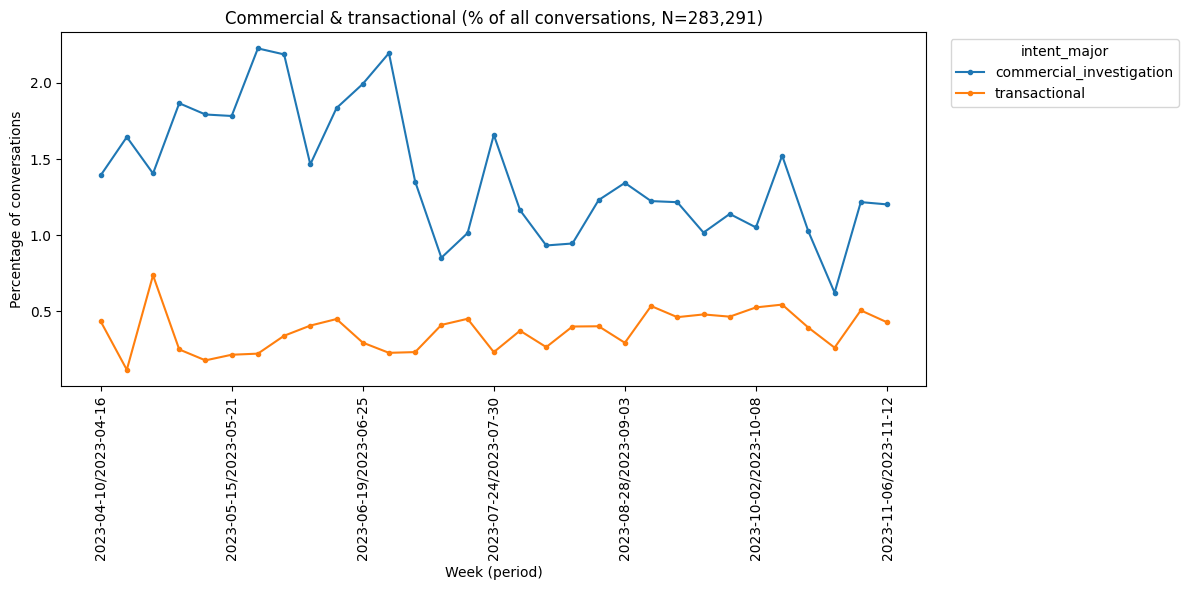 Commercial & transactional (% of all conversations, N=283,291)
Percentage of conversations
2.0
1.5
1.0
0.5
2023-04-10/2023-04-16
2023-05-15/2023-05-21
2023-06-19/2023-06-25
2023-07-24/2023-07-30
2023-08-28/2023-09-03
2023-10-02/2023-10-08
2023-11-06/2023-11-12
Week (period)
intent_major
commercial_investigation
transactional